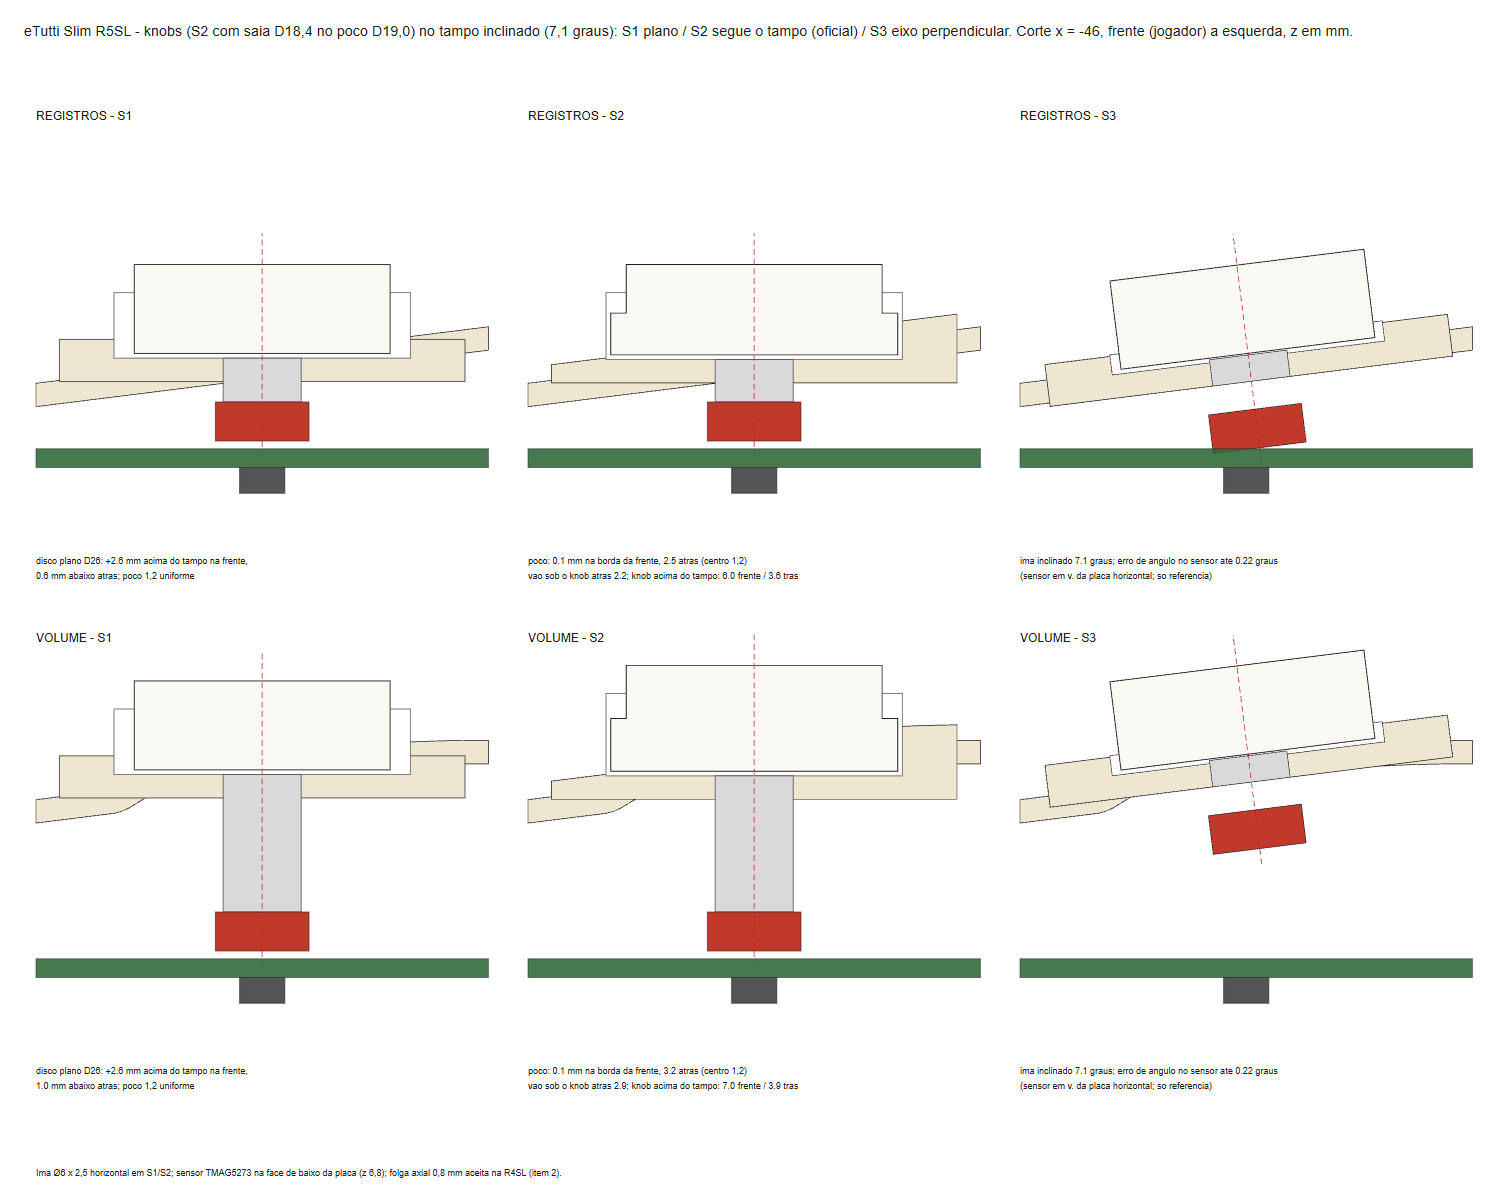 eTutti Slim R5SL - knobs (S2 com saia D18,4 no poco D19,0) no tampo inclinado (7,1 graus): S1 plano / S2 segue o tampo (oficial) / S3 eixo perpendicular. Corte x = -46, frente (jogador) a esquerda, z em mm.
REGISTROS - S1
REGISTROS - S2
REGISTROS - S3
disco plano D26: +2.6 mm acima do tampo na frente,
0.6 mm abaixo atras; poco 1,2 uniforme
poco: 0.1 mm na borda da frente, 2.5 atras (centro 1,2)
vao sob o knob atras 2.2; knob acima do tampo: 6.0 frente / 3.6 tras
ima inclinado 7.1 graus; erro de angulo no sensor ate 0.22 graus
(sensor em v. da placa horizontal; so referencia)
VOLUME - S1
VOLUME - S2
VOLUME - S3
disco plano D26: +2.6 mm acima do tampo na frente,
1.0 mm abaixo atras; poco 1,2 uniforme
poco: 0.1 mm na borda da frente, 3.2 atras (centro 1,2)
vao sob o knob atras 2.9; knob acima do tampo: 7.0 frente / 3.9 tras
ima inclinado 7.1 graus; erro de angulo no sensor ate 0.22 graus
(sensor em v. da placa horizontal; so referencia)
Ima Ø6 x 2,5 horizontal em S1/S2; sensor TMAG5273 na face de baixo da placa (z 6,8); folga axial 0,8 mm aceita na R4SL (item 2).